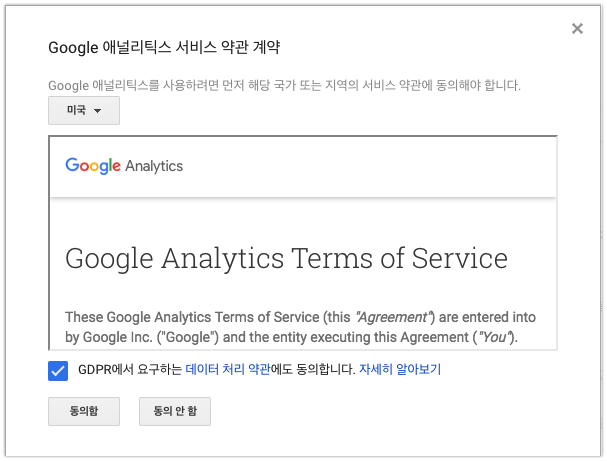 Google 애널리틱스 서비스 약관 계약
Google 애널리틱스를 사용하려면 먼저 해당 국가 또는 지역의 서비스 약관에 동의해야 합니다.
미국
Google Analytics
Google Analytics Terms of Service
These Google Analytics Terms of Service (this "Agreement") are entered into
by Google Inc. ("Google") and the entity executing this Agreement ("You").
GDPR에서 요구하는 데이터 처리 약관에도 동의합니다. 자세히 알아보기
동의함
동의 안 함